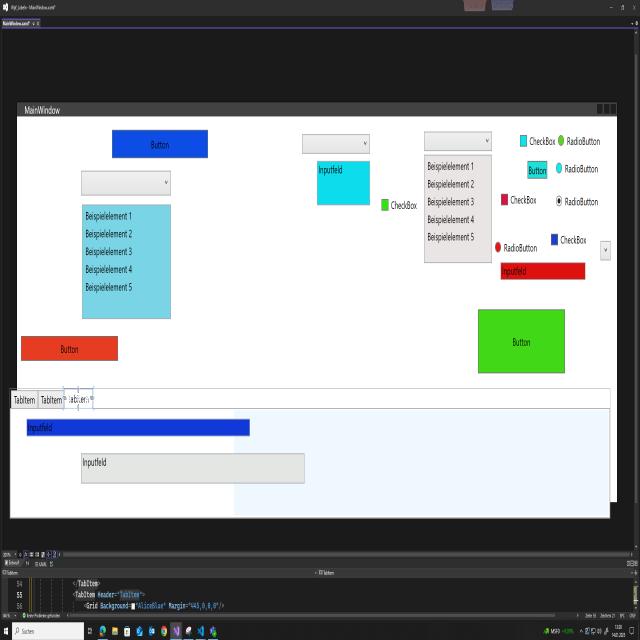 MainWindow.xaml*
MainWindow
Button
Inputfeld
CheckBox
Beispielelement 1
Beispielelement 2
Beispielelement 3
Beispielelement 4
Beispielelement 5
CheckBox RadioButton
Button RadioButton
CheckBox RadioButton
RadioButton CheckBox
Inputfeld
Beispielelement 1
Beispielelement 2
Beispielelement 3
Beispielelement 4
Beispielelement 5
Button
Button
TabItem TabItem TabItem
Inputfeld
Inputfeld
54 </TabItem>
55 <TabItem Header="TabItem">
56 <Grid Background="AliceBlue" Margin="445,0,0,0"/>
Suchen